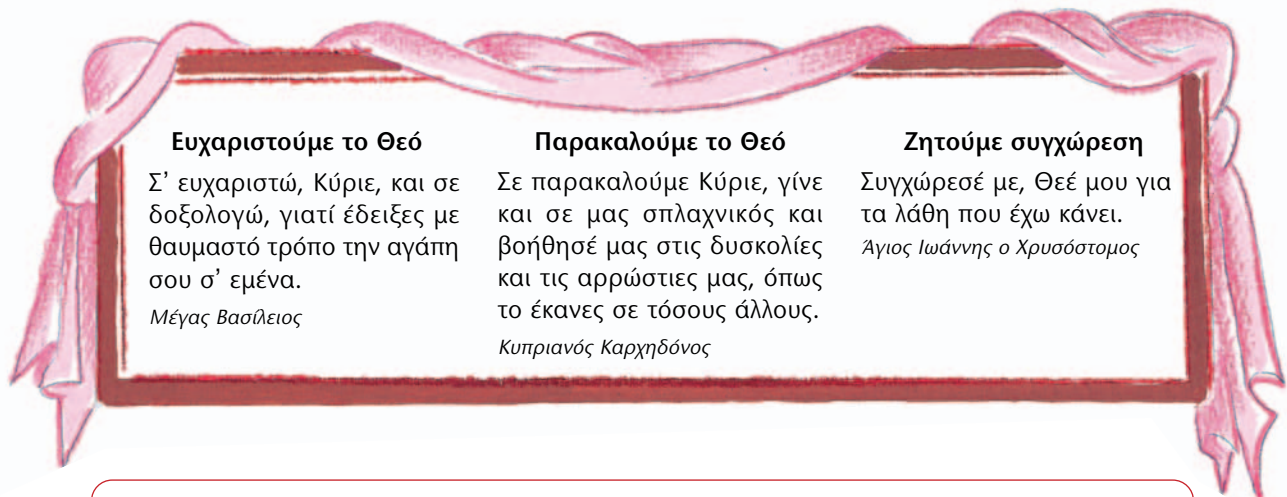 Ευχαριστούμε το Θεό
Σ' ευχαριστώ, Κύριε, και σε
δοξολογώ, γιατί έδειξες με
θαυμαστό τρόπο την αγάπη
σου σ' εμένα.
Μέγας Βασίλειος
Παρακαλούμε το Θεό
Σε παρακαλούμε Κύριε, γίνε
και σε μας σπλαχνικός και
βοήθησέ μας στις δυσκολίες
και τις αρρώστιες μας, όπως
το έκανες σε τόσους άλλους.
Κυπριανός Καρχηδόνος
Ζητούμε συγχώρεση
Συγχώρεσέ με, Θεέ μου για
τα λάθη που έχω κάνει.
Άγιος Ιωάννης ο Χρυσόστομος